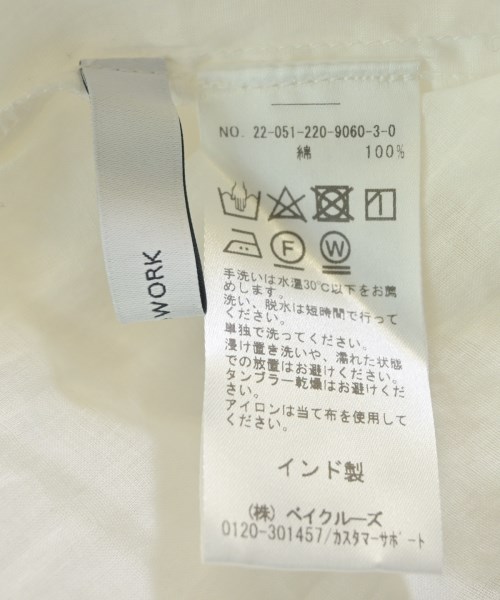 WORK
NO. 22-051-220-9060-3-0
綿 100%
F
W
手洗いは水温30℃以下をお薦
めします。
洗い、脱水は短時間で行って
ください。
単独で洗ってください。
浸け置き洗いや、濡れた状態
での放置はお避けください。
タンブラー乾燥はお避けくだ
さい。
アイロンは当て布を使用して
ください。
インド製
(株) ベイクルーズ
0120-301457/カスタマーサポート